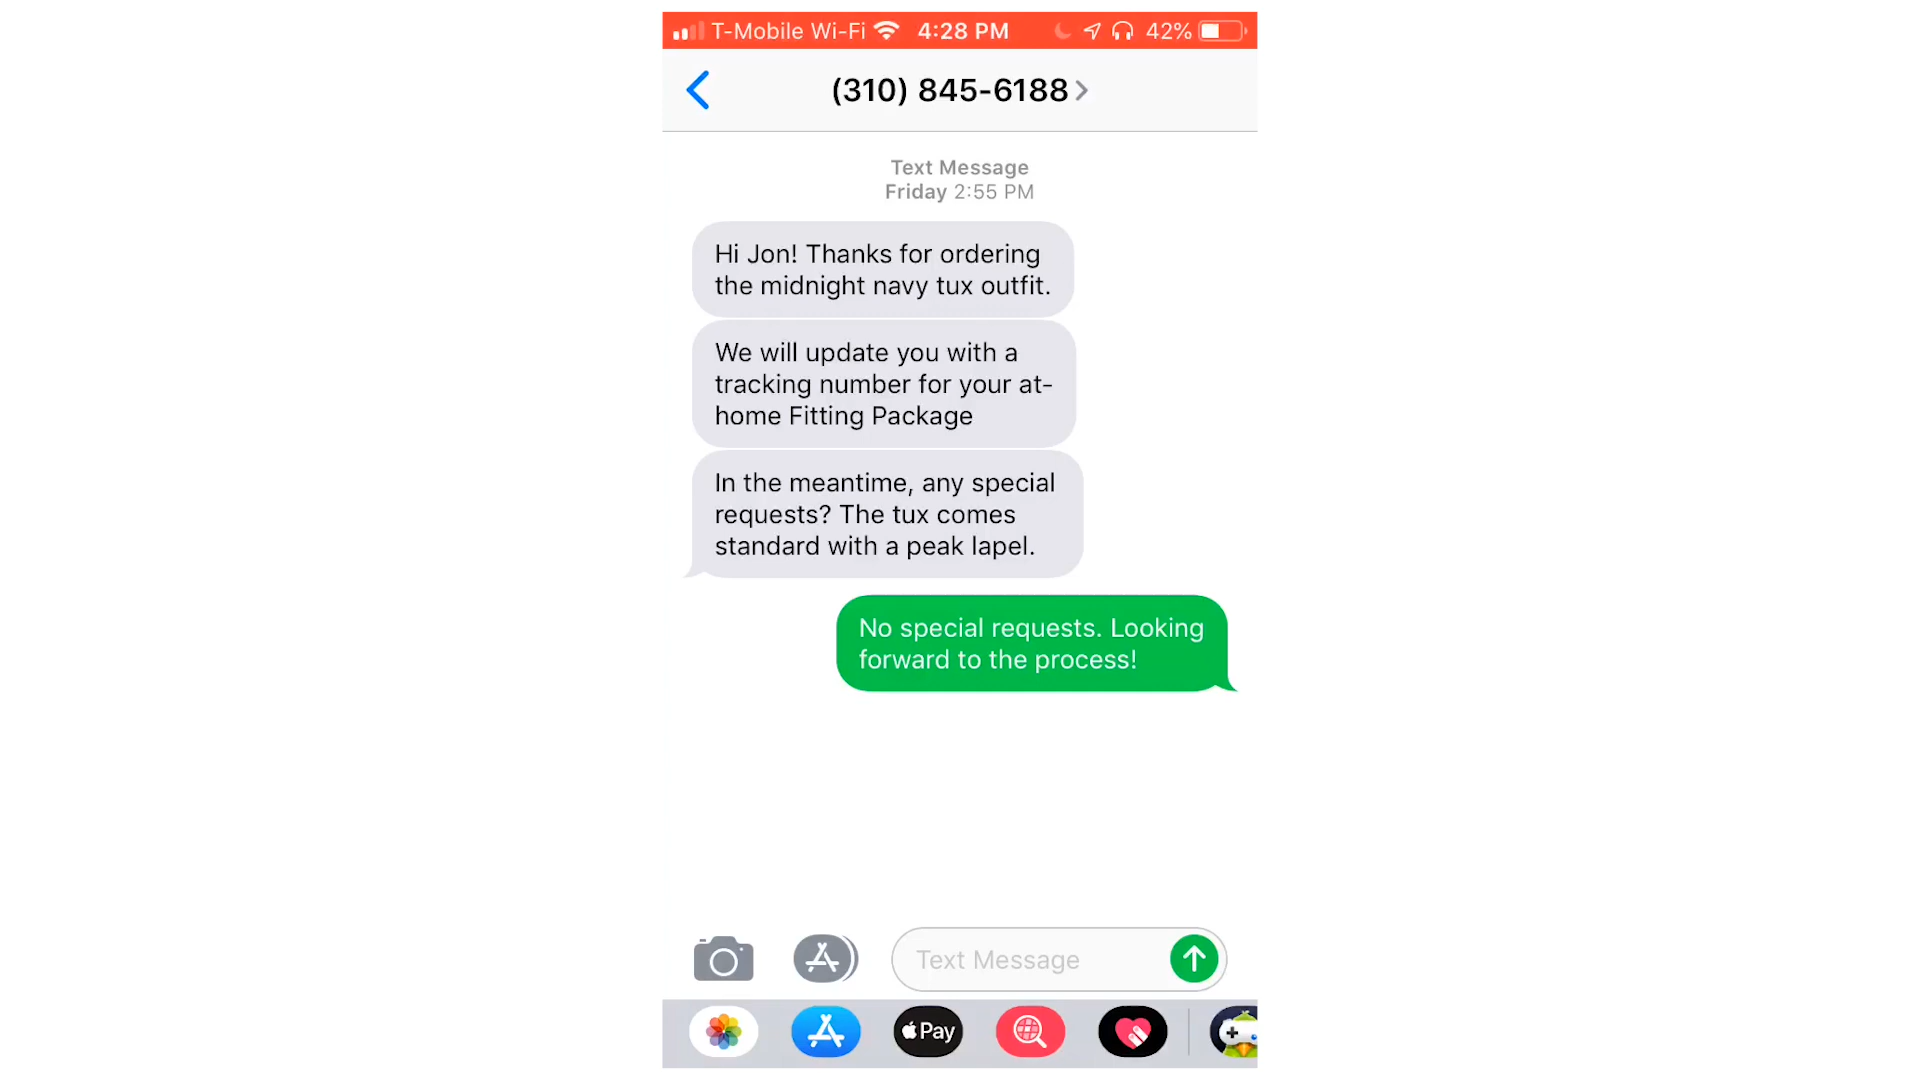 T-Mobile Wi-Fi 4:28 PM 42%
(310) 845-6188
Text Message
Friday 2:55 PM
Hi Jon! Thanks for ordering
the midnight navy tux outfit.
We will update you with a
tracking number for your at-
home Fitting Package
In the meantime, any special
requests? The tux comes
standard with a peak lapel.
No special requests. Looking
forward to the process!
Text Message
Pay